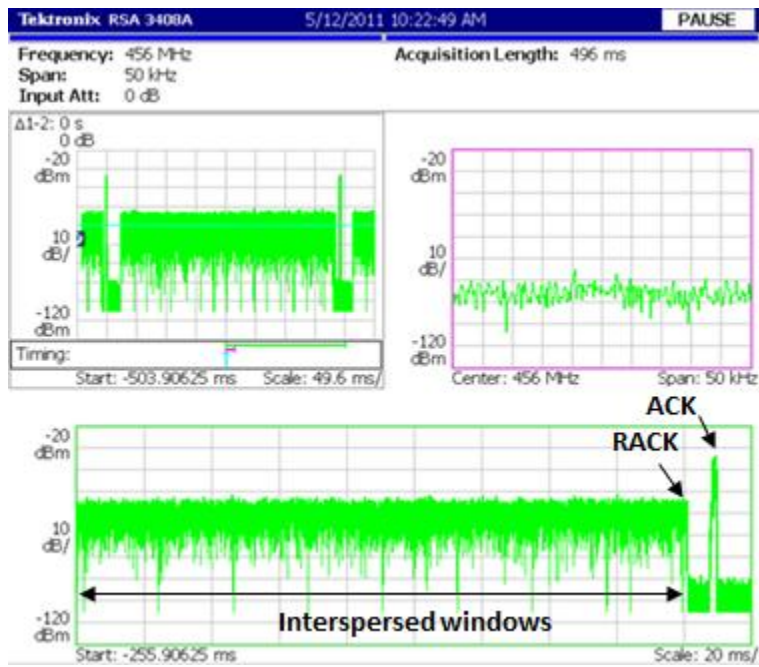 Tektronix RSA 3408A 5/12/2011 10:22:49 AM PAUSE
Frequency: 456 MHz Acquisition Length: 496 ms
Span: 50 kHz
Input Att: 0 dB
Δ1-2: 0 s
0 dB
-20
dBm
10
dB/
-120
dBm
Timing:
Start: -503.90625 ms Scale: 49.6 ms/
-20
dBm
10
dB/
-120
dBm
Center: 456 MHz Span: 50 kHz
ACK
RACK
-20
dBm
10
dB/
-120
dBm
Interspersed windows
Start: -255.90625 ms Scale: 20 ms/